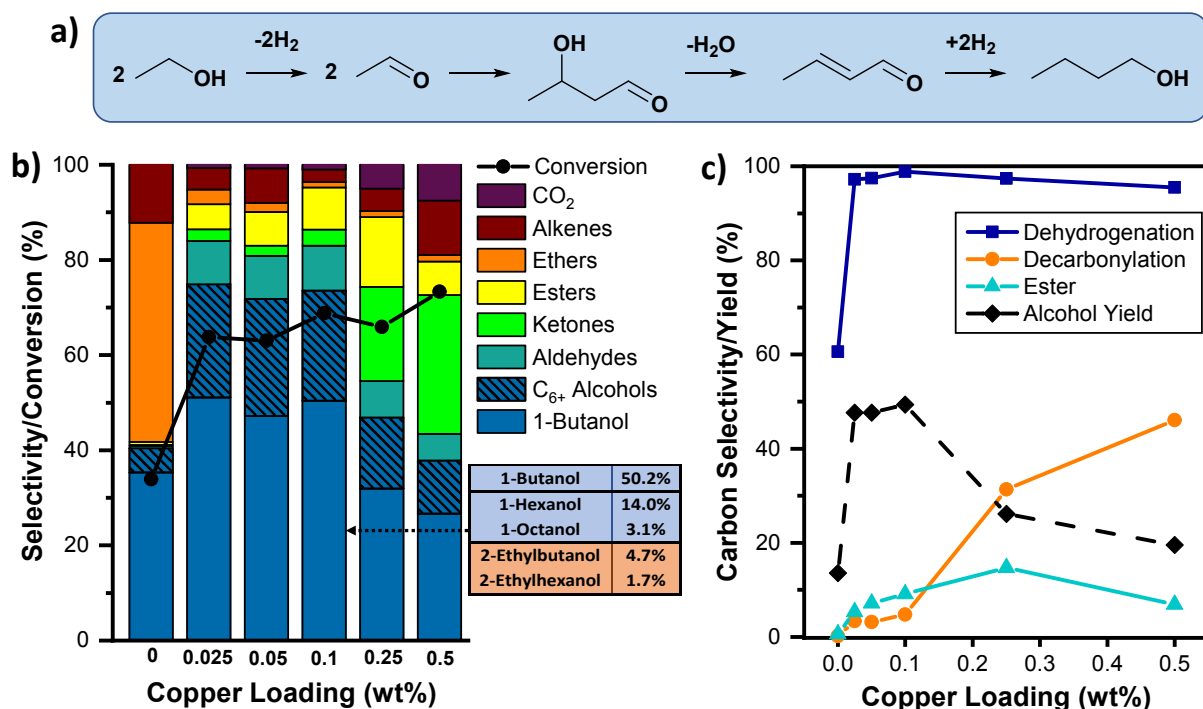 a)
2 OH -2H₂ 2 O OH O -H₂O O +2H₂ OH
b)
Selectivity/Conversion (%)
100
80
60
40
20
0
0 0.025 0.05 0.1 0.25 0.5
Copper Loading (wt%)
Conversion
CO₂
Alkenes
Ethers
Esters
Ketones
Aldehydes
C₆₊ Alcohols
1-Butanol
1-Butanol 50.2%
1-Hexanol 14.0%
1-Octanol 3.1%
2-Ethylbutanol 4.7%
2-Ethylhexanol 1.7%
c)
Carbon Selectivity/Yield (%)
100
80
60
40
20
0
0.0 0.1 0.2 0.3 0.4 0.5
Copper Loading (wt%)
Dehydrogenation
Decarbonylation
Ester
Alcohol Yield